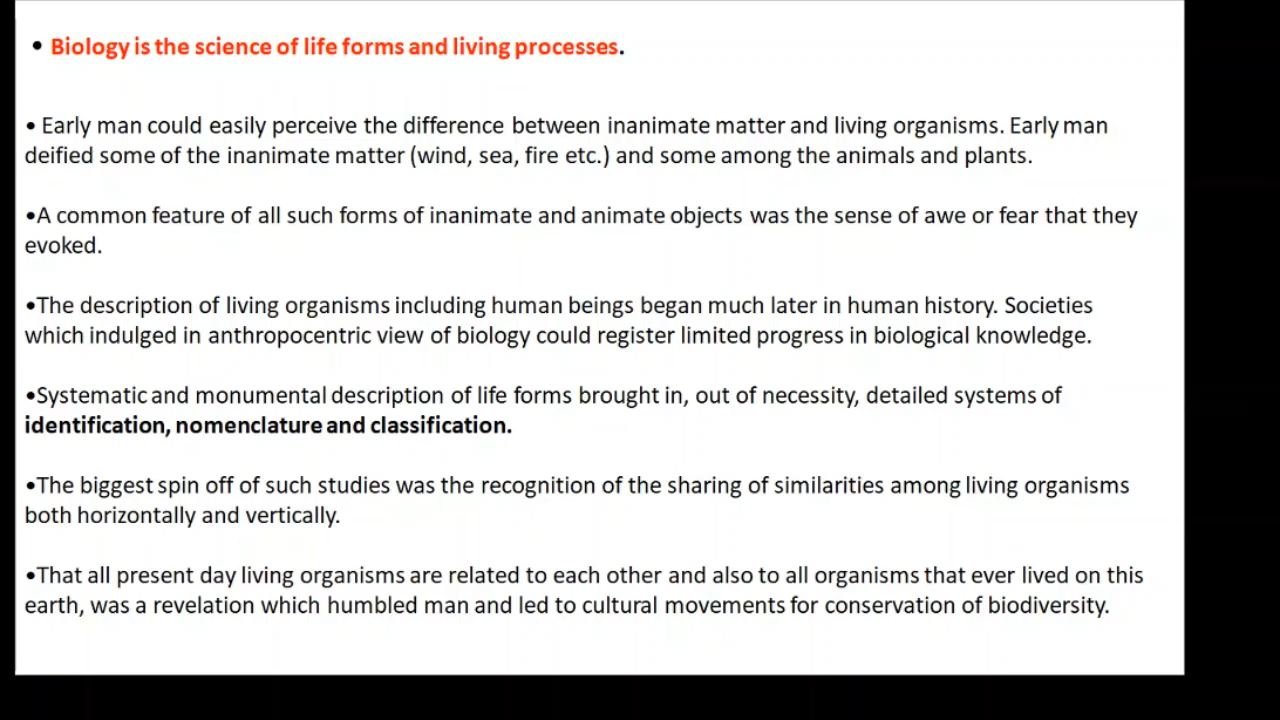 • Biology is the science of life forms and living processes.
• Early man could easily perceive the difference between inanimate matter and living organisms. Early man
deified some of the inanimate matter (wind, sea, fire etc.) and some among the animals and plants.
•A common feature of all such forms of inanimate and animate objects was the sense of awe or fear that they
evoked.
•The description of living organisms including human beings began much later in human history. Societies
which indulged in anthropocentric view of biology could register limited progress in biological knowledge.
•Systematic and monumental description of life forms brought in, out of necessity, detailed systems of
identification, nomenclature and classification.
•The biggest spin off of such studies was the recognition of the sharing of similarities among living organisms
both horizontally and vertically.
•That all present day living organisms are related to each other and also to all organisms that ever lived on this
earth, was a revelation which humbled man and led to cultural movements for conservation of biodiversity.